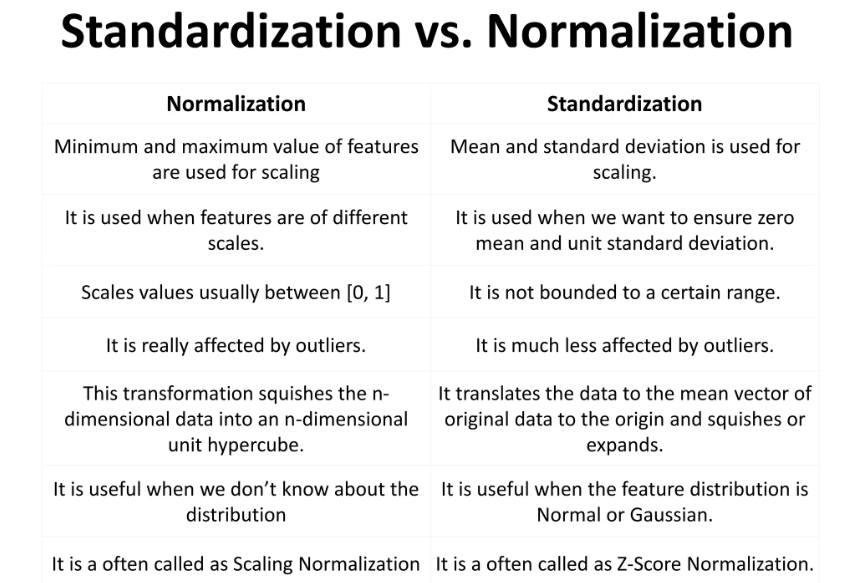 Standardization vs. Normalization
Normalization
Standardization
Minimum and maximum value of features
are used for scaling
Mean and standard deviation is used for
scaling.
It is used when features are of different
scales.
It is used when we want to ensure zero
mean and unit standard deviation.
Scales values usually between [0, 1]
It is not bounded to a certain range.
It is really affected by outliers.
It is much less affected by outliers.
This transformation squishes the n-
dimensional data into an n-dimensional
unit hypercube.
It translates the data to the mean vector of
original data to the origin and squishes or
expands.
It is useful when we don’t know about the
distribution
It is useful when the feature distribution is
Normal or Gaussian.
It is a often called as Scaling Normalization
It is a often called as Z-Score Normalization.